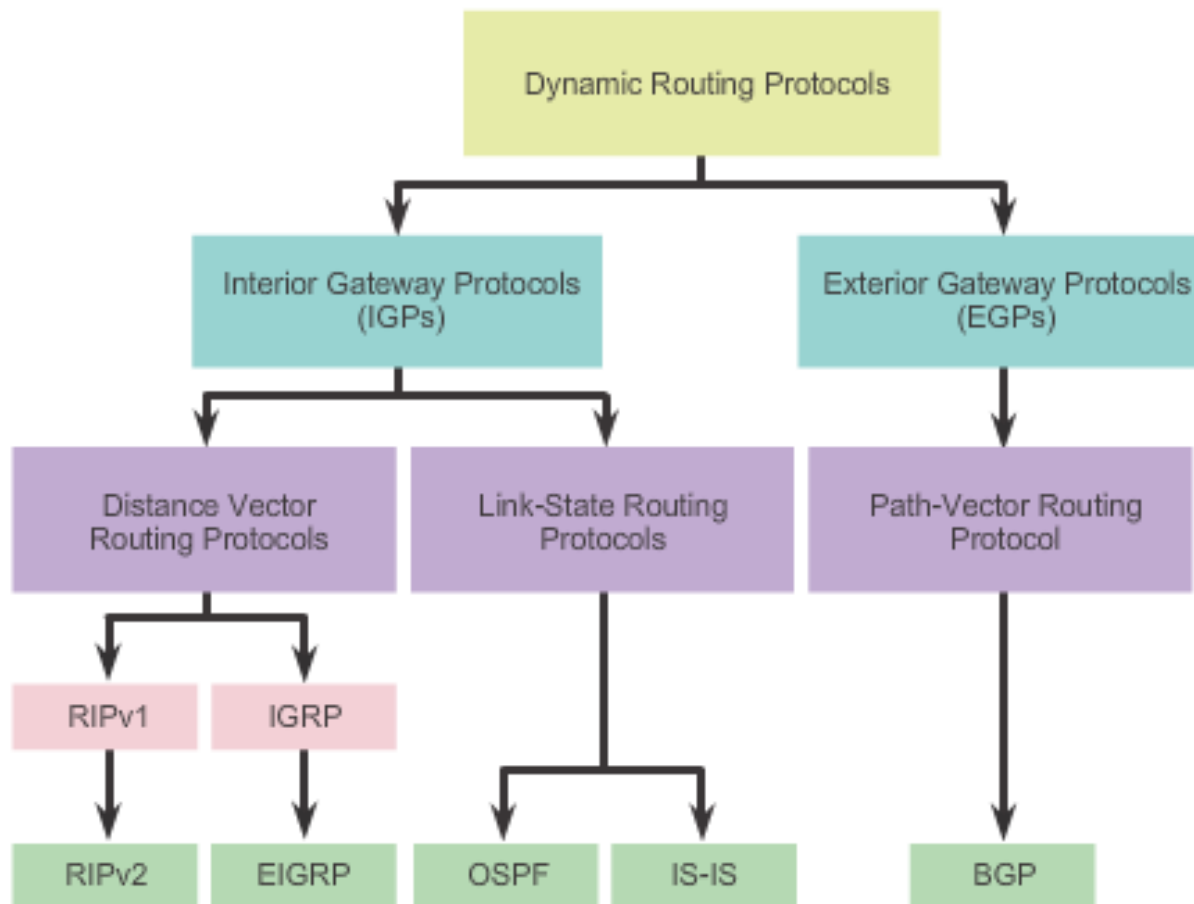 Dynamic Routing Protocols
Interior Gateway Protocols
(IGPs)
Exterior Gateway Protocols
(EGPs)
Distance Vector
Routing Protocols
Link-State Routing
Protocols
Path-Vector Routing
Protocol
RIPv1
IGRP
RIPv2
EIGRP
OSPF
IS-IS
BGP